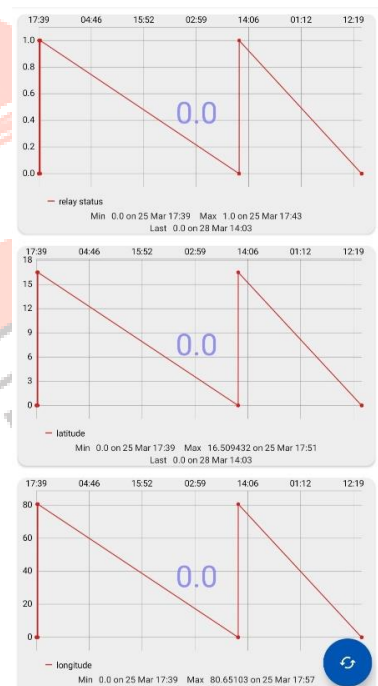 17:39 04:46 15:52 02:59 14:06 01:12 12:19
1.0
0.8
0.6
0.4
0.2
0.0
0.0
relay status
Min 0.0 on 25 Mar 17:39 Max 1.0 on 25 Mar 17:43
Last 0.0 on 28 Mar 14:03
17:39 04:46 15:52 02:59 14:06 01:12 12:19
18
15
12
9
6
3
0
0.0
latitude
Min 0.0 on 25 Mar 17:39 Max 16.509432 on 25 Mar 17:51
Last 0.0 on 28 Mar 14:03
17:39 04:46 15:52 02:59 14:06 01:12 12:19
80
60
40
20
0
0.0
longitude
Min 0.0 on 25 Mar 17:39 Max 80.65103 on 25 Mar 17:57